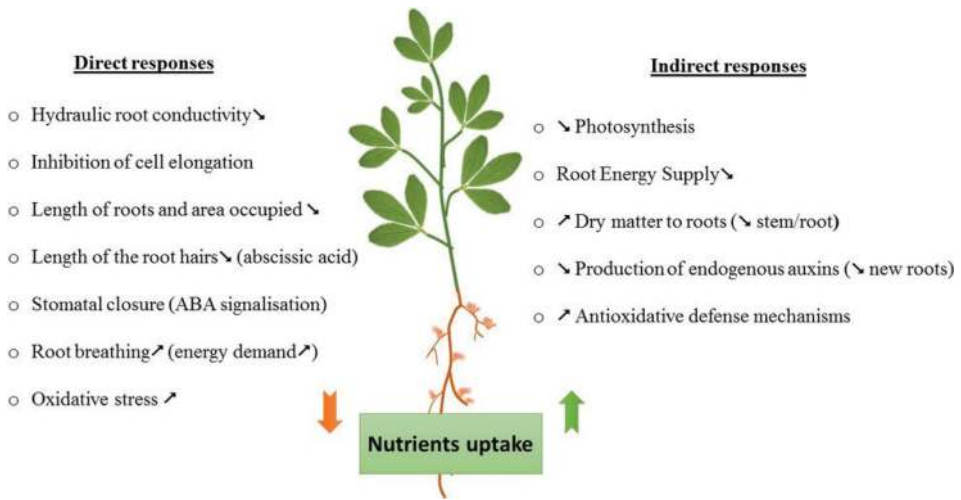 Direct responses
○ Hydraulic root conductivity↘
○ Inhibition of cell elongation
○ Length of roots and area occupied ↘
○ Length of the root hairs↘ (abscissic acid)
○ Stomatal closure (ABA signalisation)
○ Root breathing↗ (energy demand↗)
○ Oxidative stress ↗
Indirect responses
○ ↘ Photosynthesis
○ Root Energy Supply↘
○ ↗ Dry matter to roots (↘ stem/root)
○ ↘ Production of endogenous auxins (↘ new roots)
○ ↗ Antioxidative defense mechanisms
Nutrients uptake